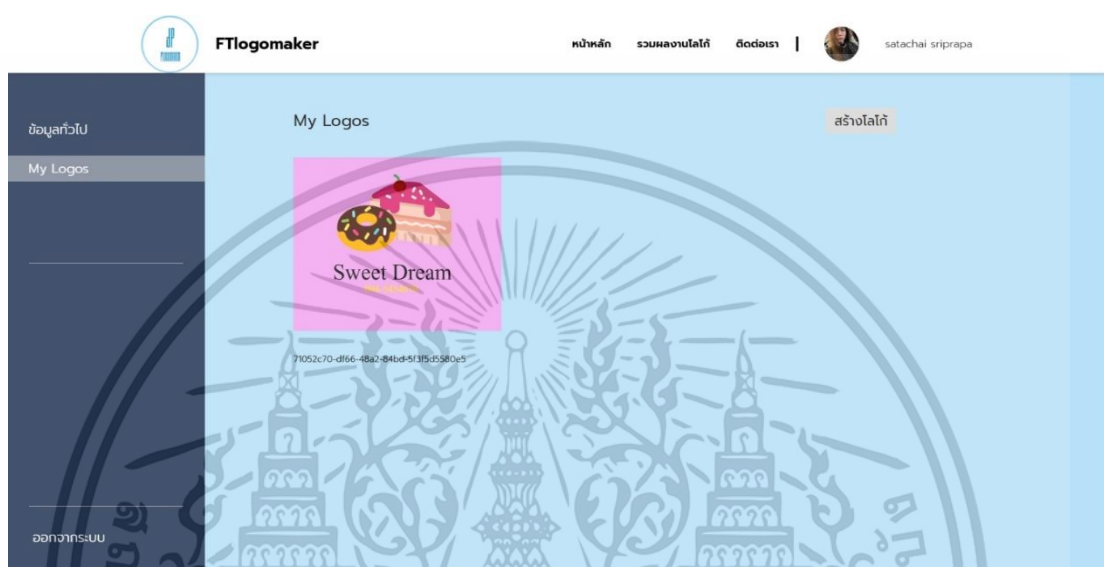 FTlogomaker
หน้าหลัก รวมผลงานโลโก้ ติดต่อเรา | satachai sriprapa
ข้อมูลทั่วไป
My Logos
ออกจากระบบ
My Logos
สร้างโลโก้
Sweet Dream
71052c70-df66-48a2-84bd-5f3f5d5580e5